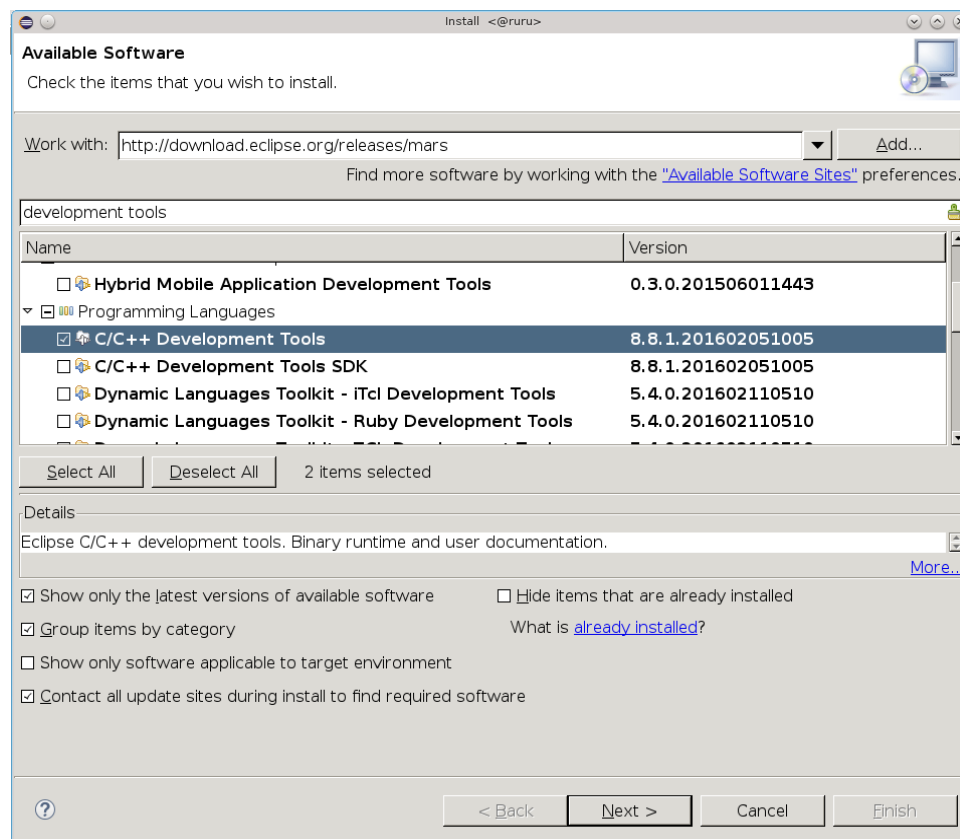 Install <@ruru>
Available Software
Check the items that you wish to install.
Work with: http://download.eclipse.org/releases/mars Add...
Find more software by working with the "Available Software Sites" preferences.
development tools
Name Version
Hybrid Mobile Application Development Tools 0.3.0.201506011443
Programming Languages
C/C++ Development Tools 8.8.1.201602051005
C/C++ Development Tools SDK 8.8.1.201602051005
Dynamic Languages Toolkit - iTcl Development Tools 5.4.0.201602110510
Dynamic Languages Toolkit - Ruby Development Tools 5.4.0.201602110510
Select All Deselect All 2 items selected
Details
Eclipse C/C++ development tools. Binary runtime and user documentation.
More..
Show only the latest versions of available software Hide items that are already installed
Group items by category What is already installed?
Show only software applicable to target environment
Contact all update sites during install to find required software
< Back Next > Cancel Finish